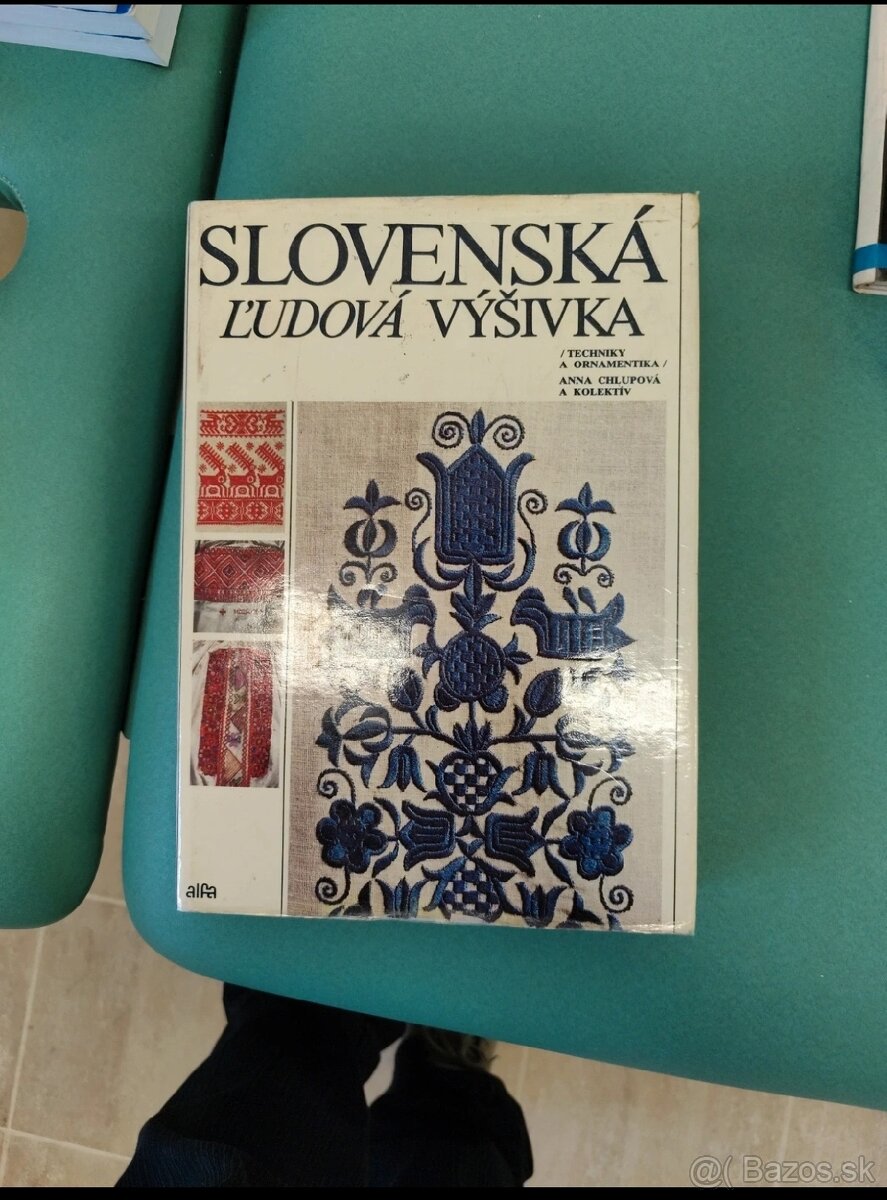 SLOVENSKÁ
ĽUDOVÁ VÝŠIVKA
/ TECHNIKY
A ORNAMENTIKA /
ANNA CHLUPOVÁ
A KOLEKTÍV
alfa
@( Bazos.sk